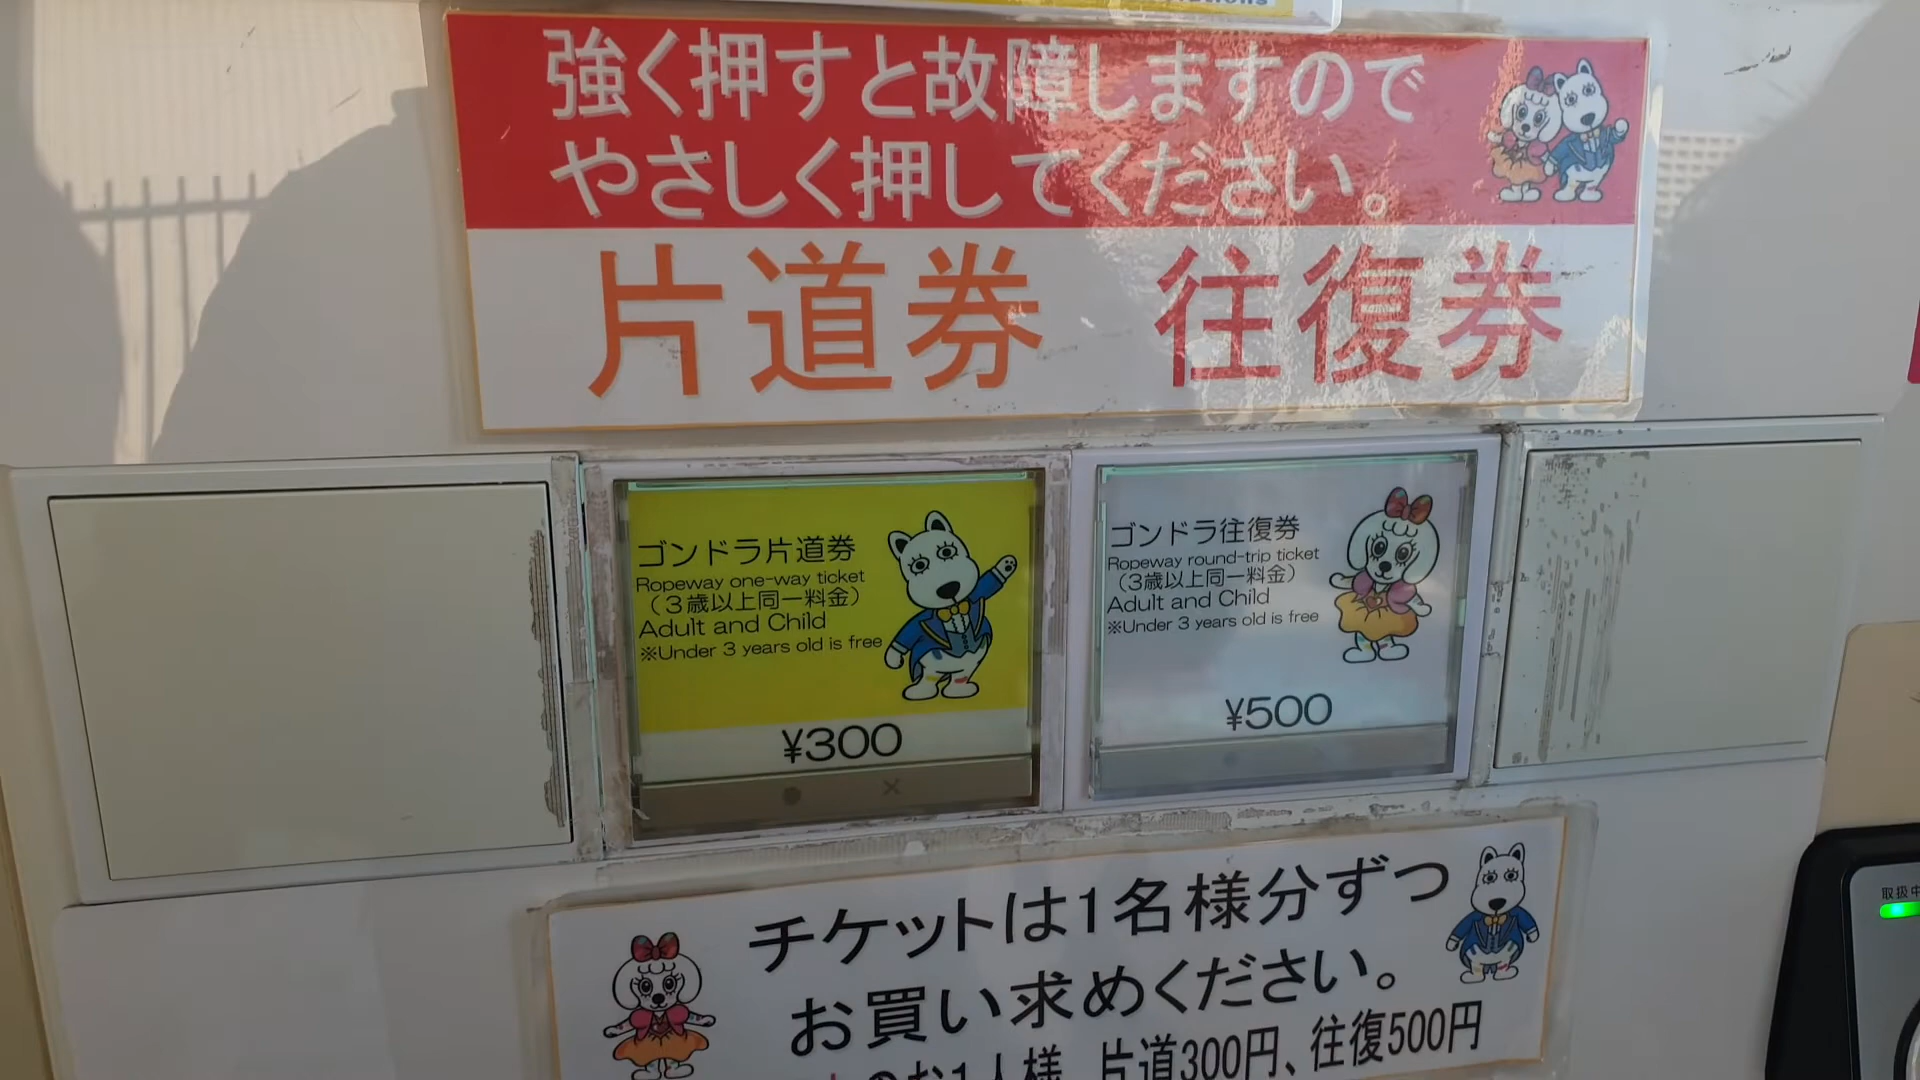 強く押すと故障しますので
やさしく押してください。
片道券 往復券
ゴンドラ片道券
Ropeway one-way ticket
（３歳以上同一料金）
Adult and Child
※Under 3 years old is free
¥300
ゴンドラ往復券
Ropeway round-trip ticket
（3歳以上同一料金）
Adult and Child
※Under 3 years old is free
¥500
チケットは1名様分ずつ
お買い求めください。
お1人様 片道300円、往復500円
取扱中